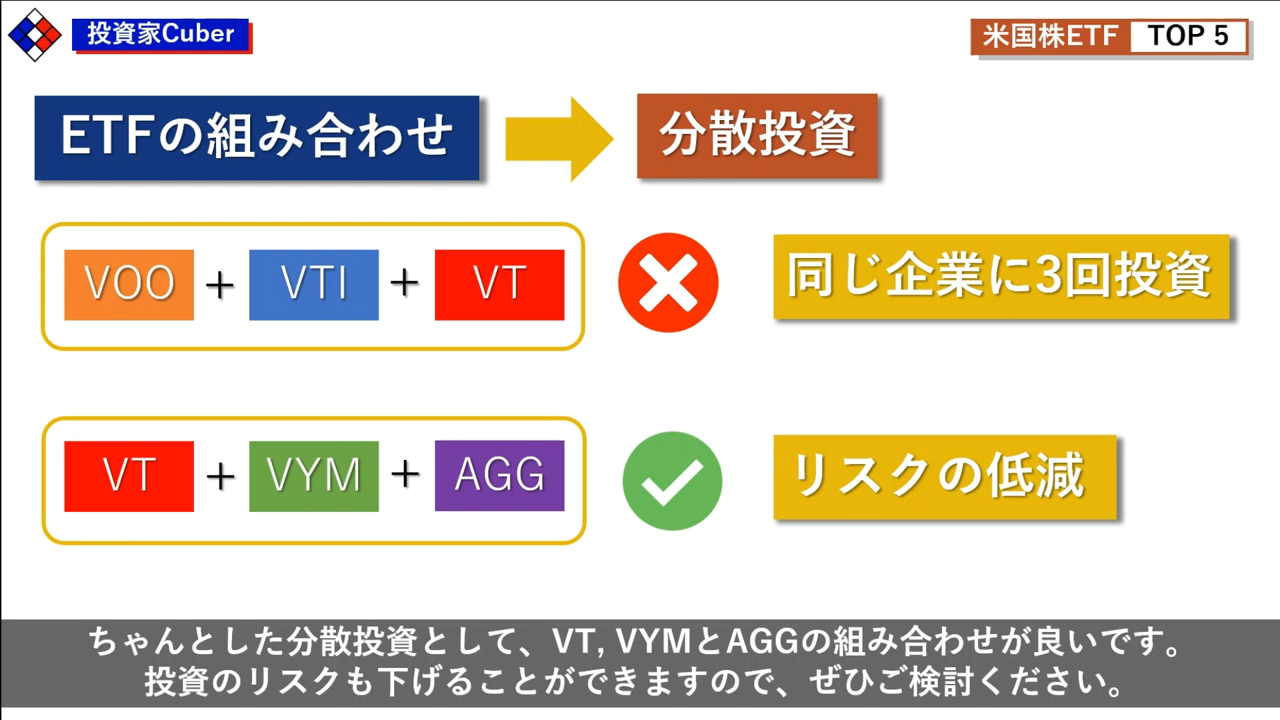 投資家Cuber
米国株ETF TOP 5
ETFの組み合わせ 分散投資
VOO + VTI + VT 同じ企業に3回投資
VT + VYM + AGG リスクの低減
ちゃんとした分散投資として、VT, VYMとAGGの組み合わせが良いです。
投資のリスクも下げることができますので、ぜひご検討ください。